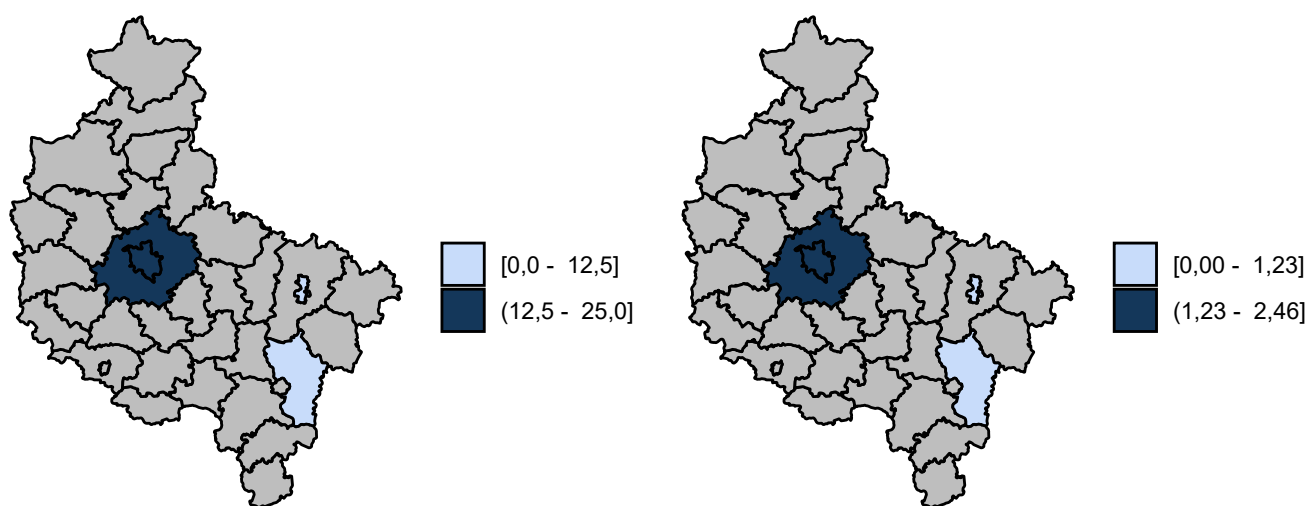 [0,0 - 12,5]
(12,5 - 25,0]
[0,00 - 1,23]
(1,23 - 2,46]